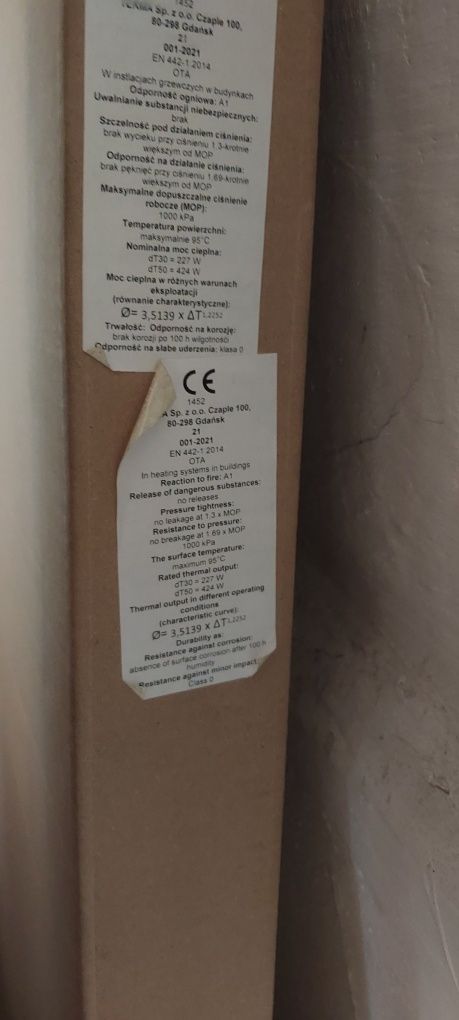 1452
TERMA Sp. z o.o. Czaple 100,
80-298 Gdańsk
21
001-2021
EN 442-1:2014
OTA
W instlacjach grzewczych w budynkach
Odporność ogniowa: A1
Uwalnianie substancji niebezpiecznych:
brak
Szczelność pod działaniem ciśnienia:
brak wycieku przy ciśnieniu 1.3-krotnie
większym od MOP
Odporność na działanie ciśnienia:
brak pęknięć przy ciśnieniu 1.69-krotnie
większym od MOP
Maksymalne dopuszczalne ciśnienie
robocze (MOP):
1000 kPa
Temperatura powierzchni:
maksymalnie 95°C
Nominalna moc cieplna:
dT30 = 227 W
dT50 = 424 W
Moc cieplna w różnych warunach
eksploatacji
(równanie charakterystyczne):
Ø= 3,5139 x ΔT1,2252
Trwałość: Odporność na korozję:
brak korozji po 100 h wilgotności
Odporność na słabe uderzenia: klasa 0
CE
1452
A Sp. z o.o. Czaple 100,
80-298 Gdańsk
21
001-2021
EN 442-1:2014
OTA
In heating systems in buildings
Reaction to fire: A1
Release of dangerous substances:
no releases
Pressure tightness:
no leakage at 1.3 x MOP
Resistance to pressure:
no breakage at 1.69 x MOP
1000 kPa
The surface temperature:
maximum 95°C
Rated thermal output:
dT30 = 227 W
dT50 = 424 W
Thermal output in different operating
conditions
(characteristic curve):
Ø= 3,5139 x ΔT1,2252
Durability as:
Resistance against corrosion:
absence of surface corrosion after 100 h
humidity
Resistance against minor impact:
Class 0